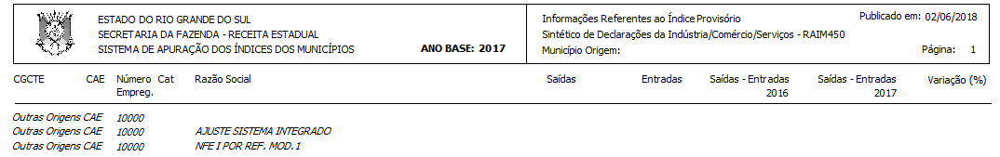 ESTADO DO RIO GRANDE DO SUL
SECRETARIA DA FAZENDA - RECEITA ESTADUAL
SISTEMA DE APURAÇÃO DOS ÍNDICES DOS MUNICÍPIOS
ANO BASE: 2017
Informações Referentes ao Índice Provisório
Publicado em: 02/06/2018
Sintético de Declarações da Indústria/Comércio/Serviços - RAIM450
Município Origem:
Página: 1
CGCTE CAE Número Cat Razão Social Saídas Entradas Saídas - Entradas Saídas - Entradas Variação (%)
Empreg. 2016 2017
Outras Origens CAE 10000
Outras Origens CAE 10000 AJUSTE SISTEMA INTEGRADO
Outras Origens CAE 10000 NFE I POR REF. MOD.1